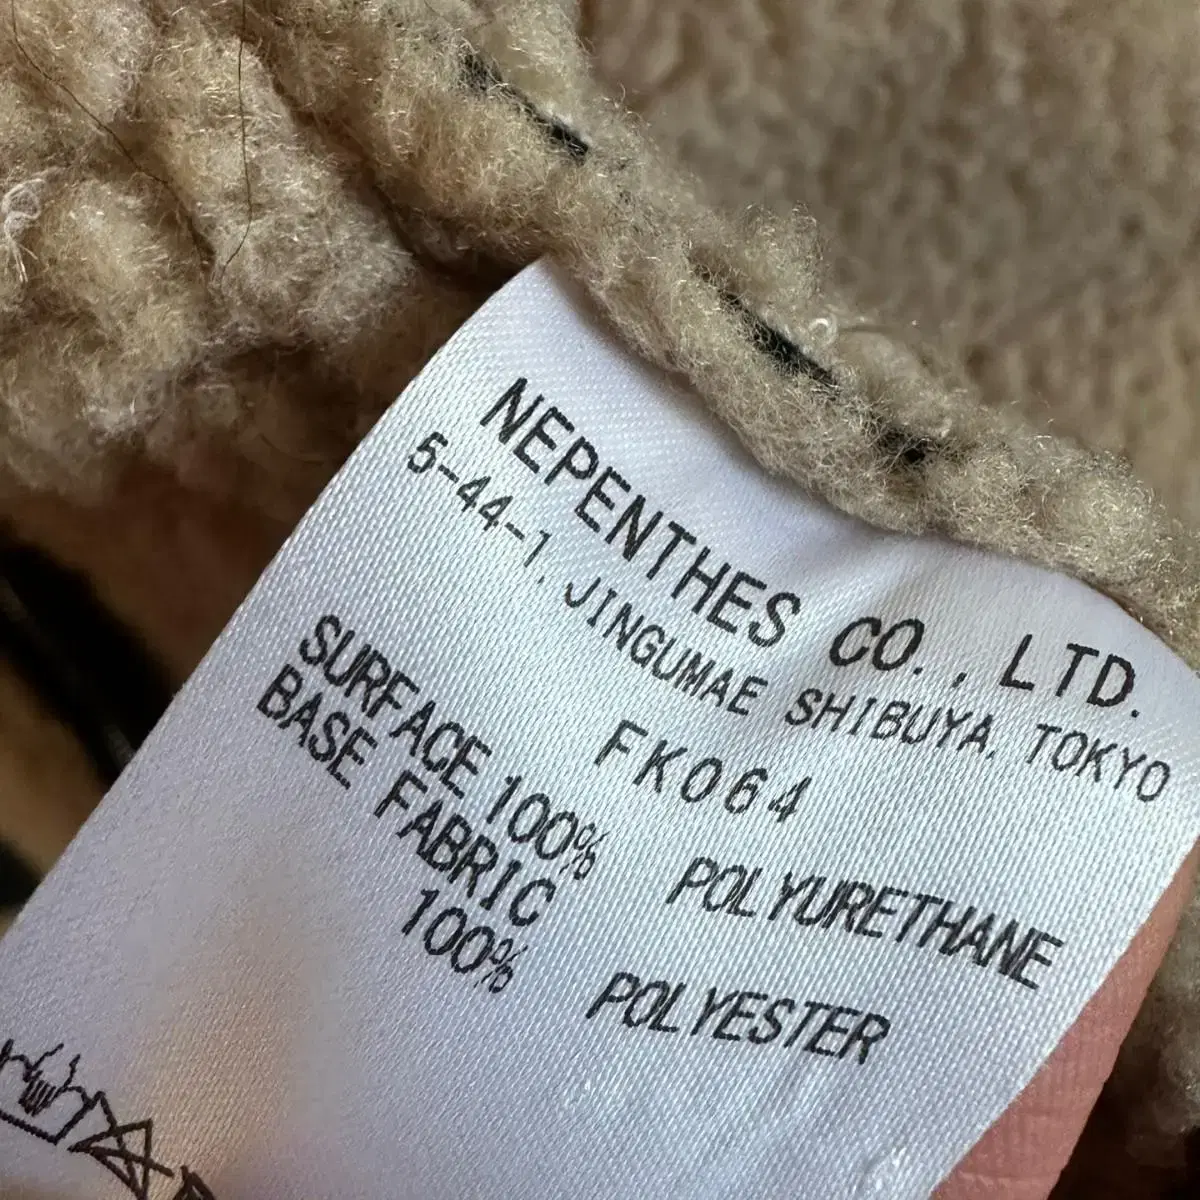 NEPENTHES CO., LTD.
5-44-1, JINGUMAE SHIBUYA, TOKYO
FK064
SURFACE 100% POLYURETHANE
BASE FABRIC
100% POLYESTER